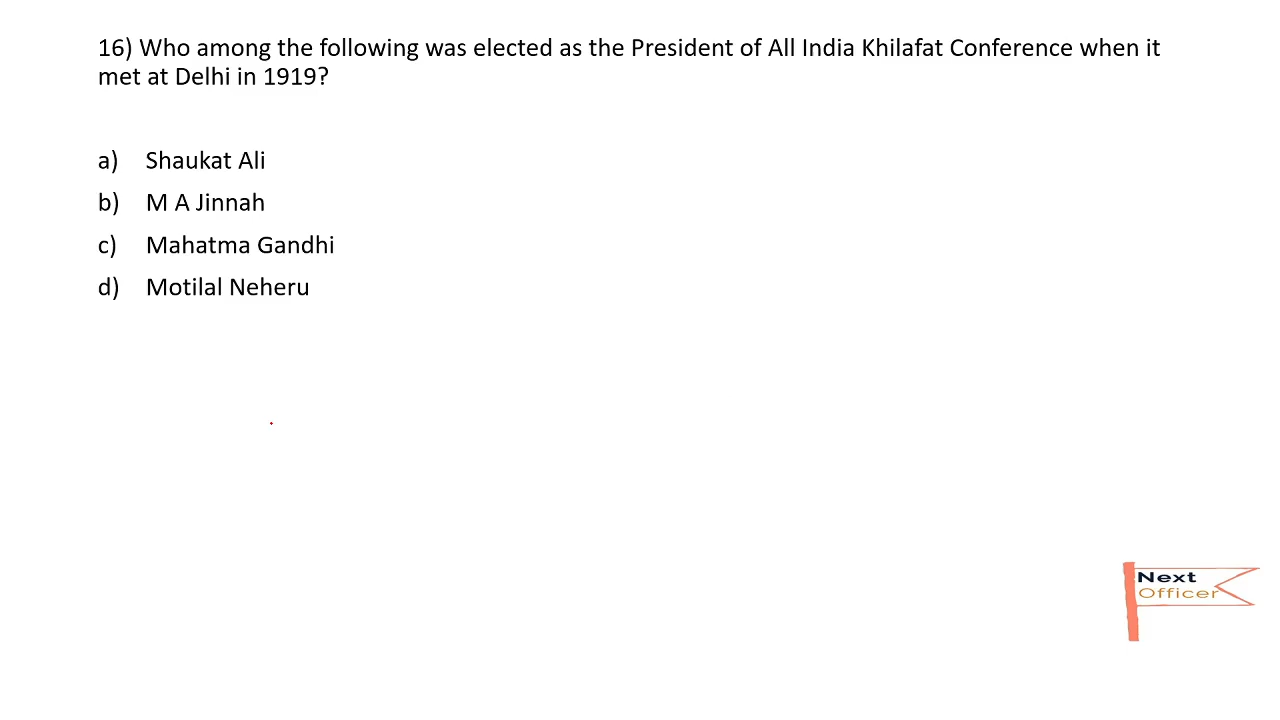 16) Who among the following was elected as the President of All India Khilafat Conference when it
met at Delhi in 1919?
a) Shaukat Ali
b) M A Jinnah
c) Mahatma Gandhi
d) Motilal Neheru
Next
Officer